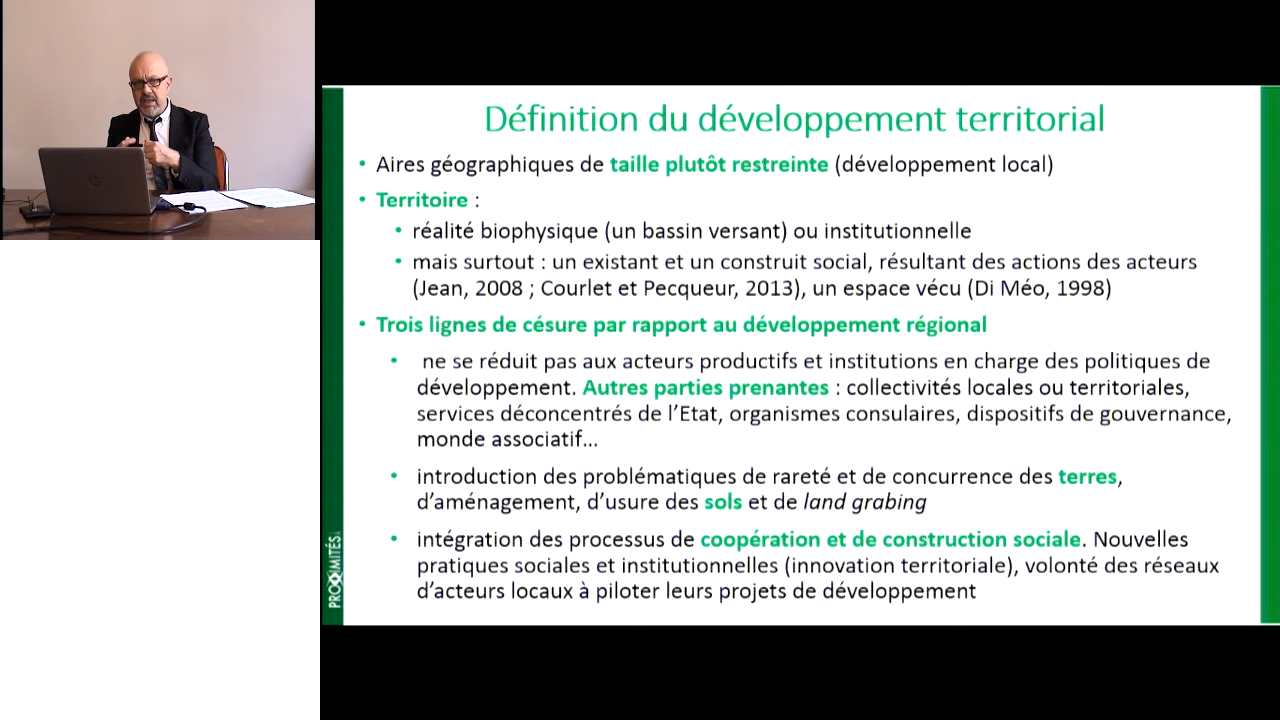 Définition du développement territorial
• Aires géographiques de taille plutôt restreinte (développement local)
• Territoire :
• réalité biophysique (un bassin versant) ou institutionnelle
• mais surtout : un existant et un construit social, résultant des actions des acteurs
(Jean, 2008 ; Courlet et Pecqueur, 2013), un espace vécu (Di Méo, 1998)
• Trois lignes de césure par rapport au développement régional
• ne se réduit pas aux acteurs productifs et institutions en charge des politiques de
développement. Autres parties prenantes : collectivités locales ou territoriales,
services déconcentrés de l'Etat, organismes consulaires, dispositifs de gouvernance,
monde associatif...
• introduction des problématiques de rareté et de concurrence des terres,
d'aménagement, d'usure des sols et de land grabing
• intégration des processus de coopération et de construction sociale. Nouvelles
pratiques sociales et institutionnelles (innovation territoriale), volonté des réseaux
d'acteurs locaux à piloter leurs projets de développement
PROXIMITÉS